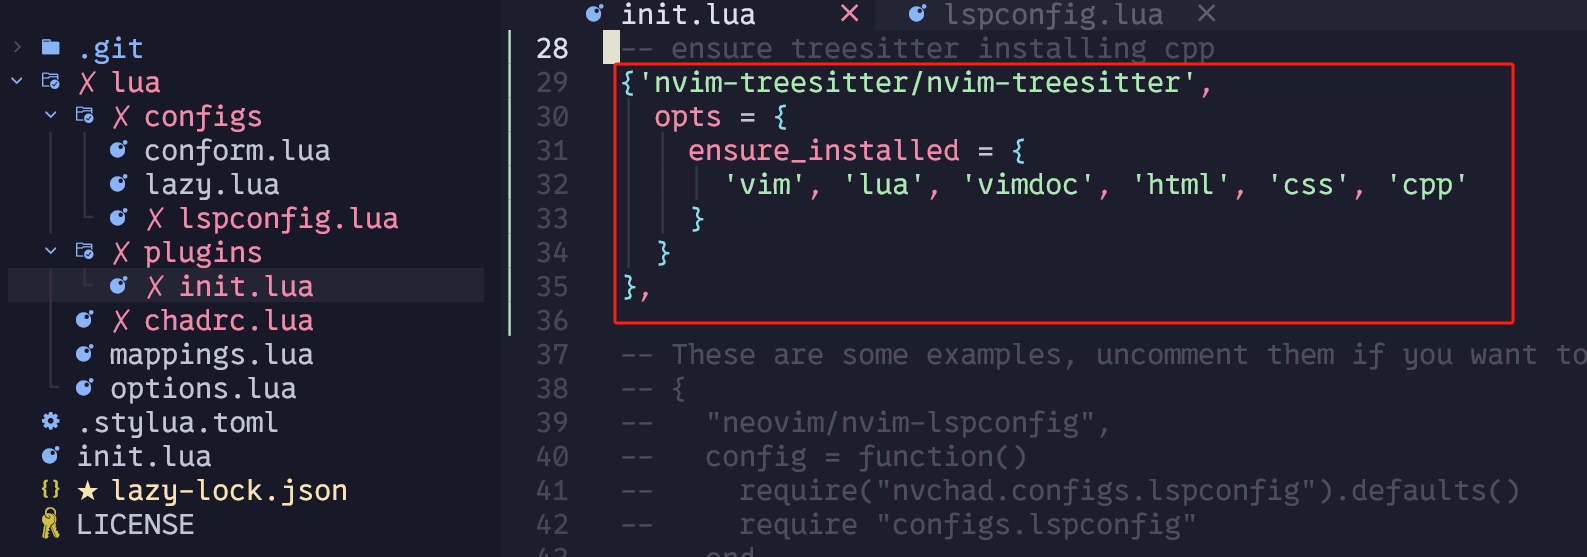 init.lua
lspconfig.lua
.git
lua
configs
conform.lua
lazy.lua
lspconfig.lua
plugins
init.lua
chadrc.lua
mappings.lua
options.lua
.stylua.toml
init.lua
{} ★ lazy-lock.json
LICENSE
28 -- ensure treesitter installing cpp
29 {'nvim-treesitter/nvim-treesitter',
30 opts = {
31 ensure_installed = {
32 'vim', 'lua', 'vimdoc', 'html', 'css', 'cpp'
33 }
34 }
35 },
36
37 -- These are some examples, uncomment them if you want to
38 -- {
39 -- "neovim/nvim-lspconfig",
40 -- config = function()
41 -- require("nvchad.configs.lspconfig").defaults()
42 -- require "configs.lspconfig"
43 -- end